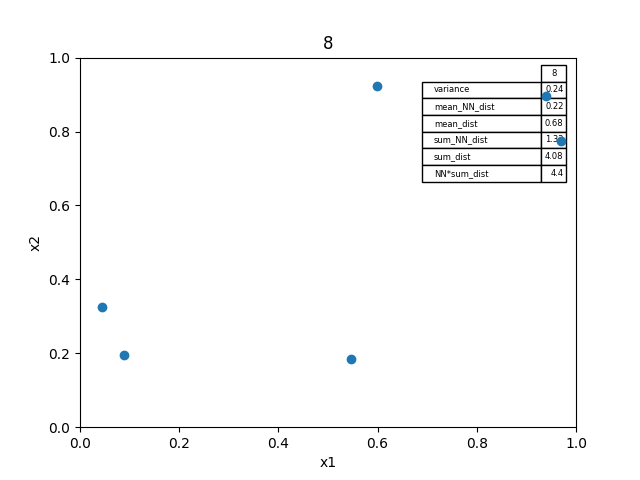 8
1.0
0.8
0.6
0.4
0.2
0.0
x2
0.0 0.2 0.4 0.6 0.8 1.0
x1
8
variance 0.24
mean_NN_dist 0.22
mean_dist 0.68
sum_NN_dist
sum_dist 4.08
NN*sum_dist 4.4